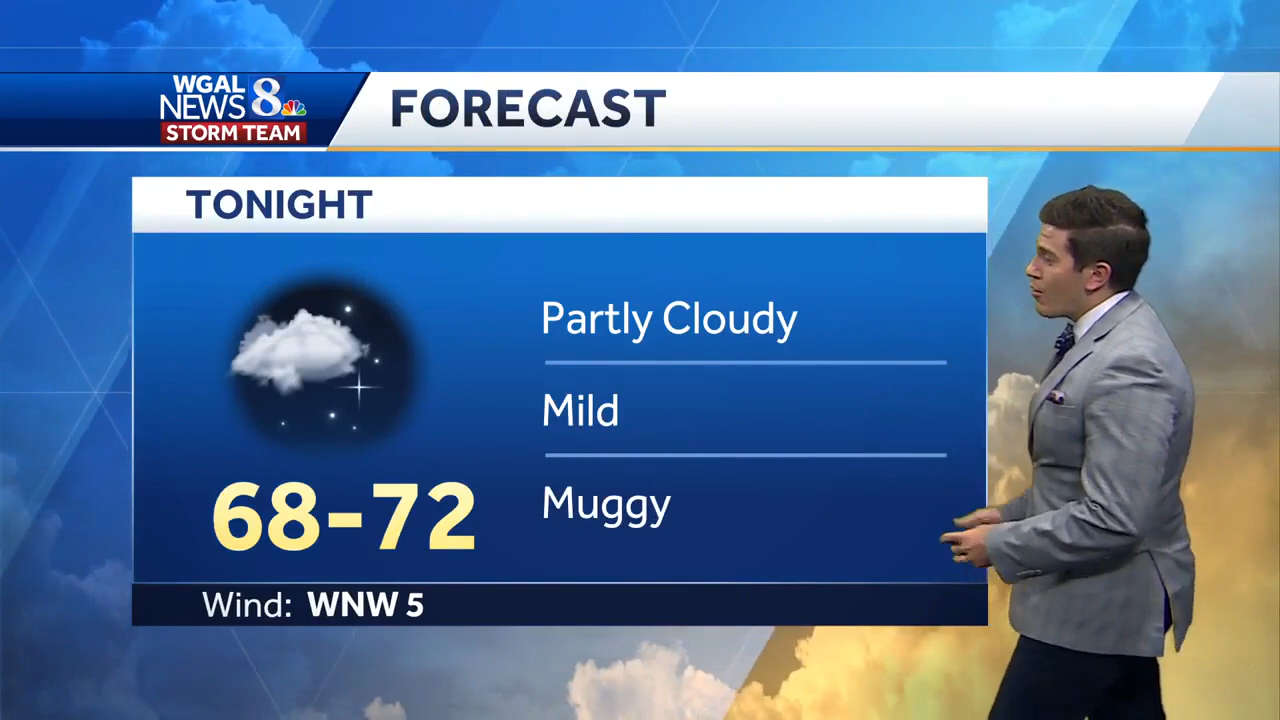 WGAL
NEWS 8
STORM TEAM
FORECAST
TONIGHT
Partly Cloudy
Mild
68-72
Muggy
Wind: WNW 5